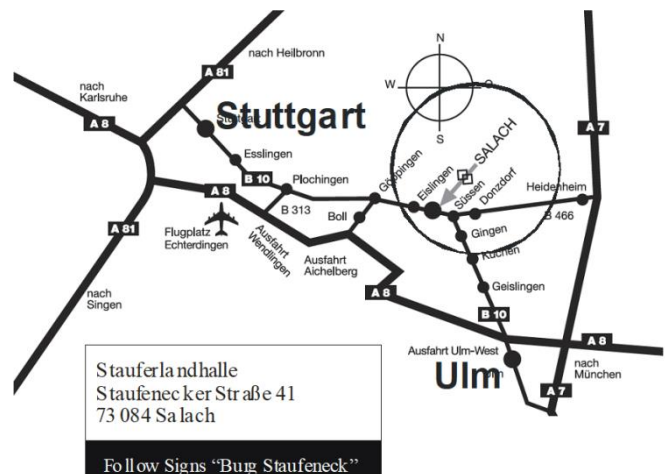 nach Heilbronn
A 81
nach
Karlsruhe
A 8
Stuttgart
Esslingen
B 10
Plochingen
A 8
B 313
Flugplatz
Echterdingen
Ausfahrt
Wendlingen
Boll
Ausfahrt
Aichelberg
A 81
nach
Singen
N
W
O
S
Göppingen
Eislingen
SALACH
Süssen
Donzdorf
Heidenheim
B 466
A 7
Gingen
Kuchen
Geislingen
A 8
B 10
Ausfahrt Ulm-West
Ulm
A 8
nach
München
A 7
Stauferlandhalle
Staufenecker Straße 41
73 084 Salach
Follow Signs “Burg Staufeneck”